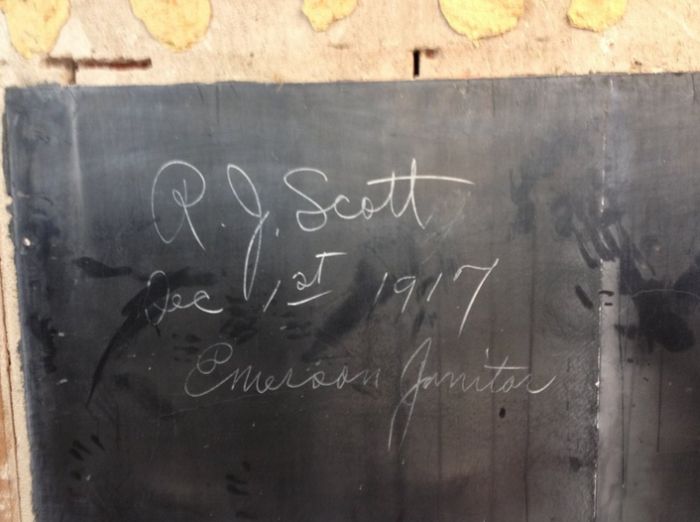 R. J. Scott
Dec 1st 1917
Emerson Janitor